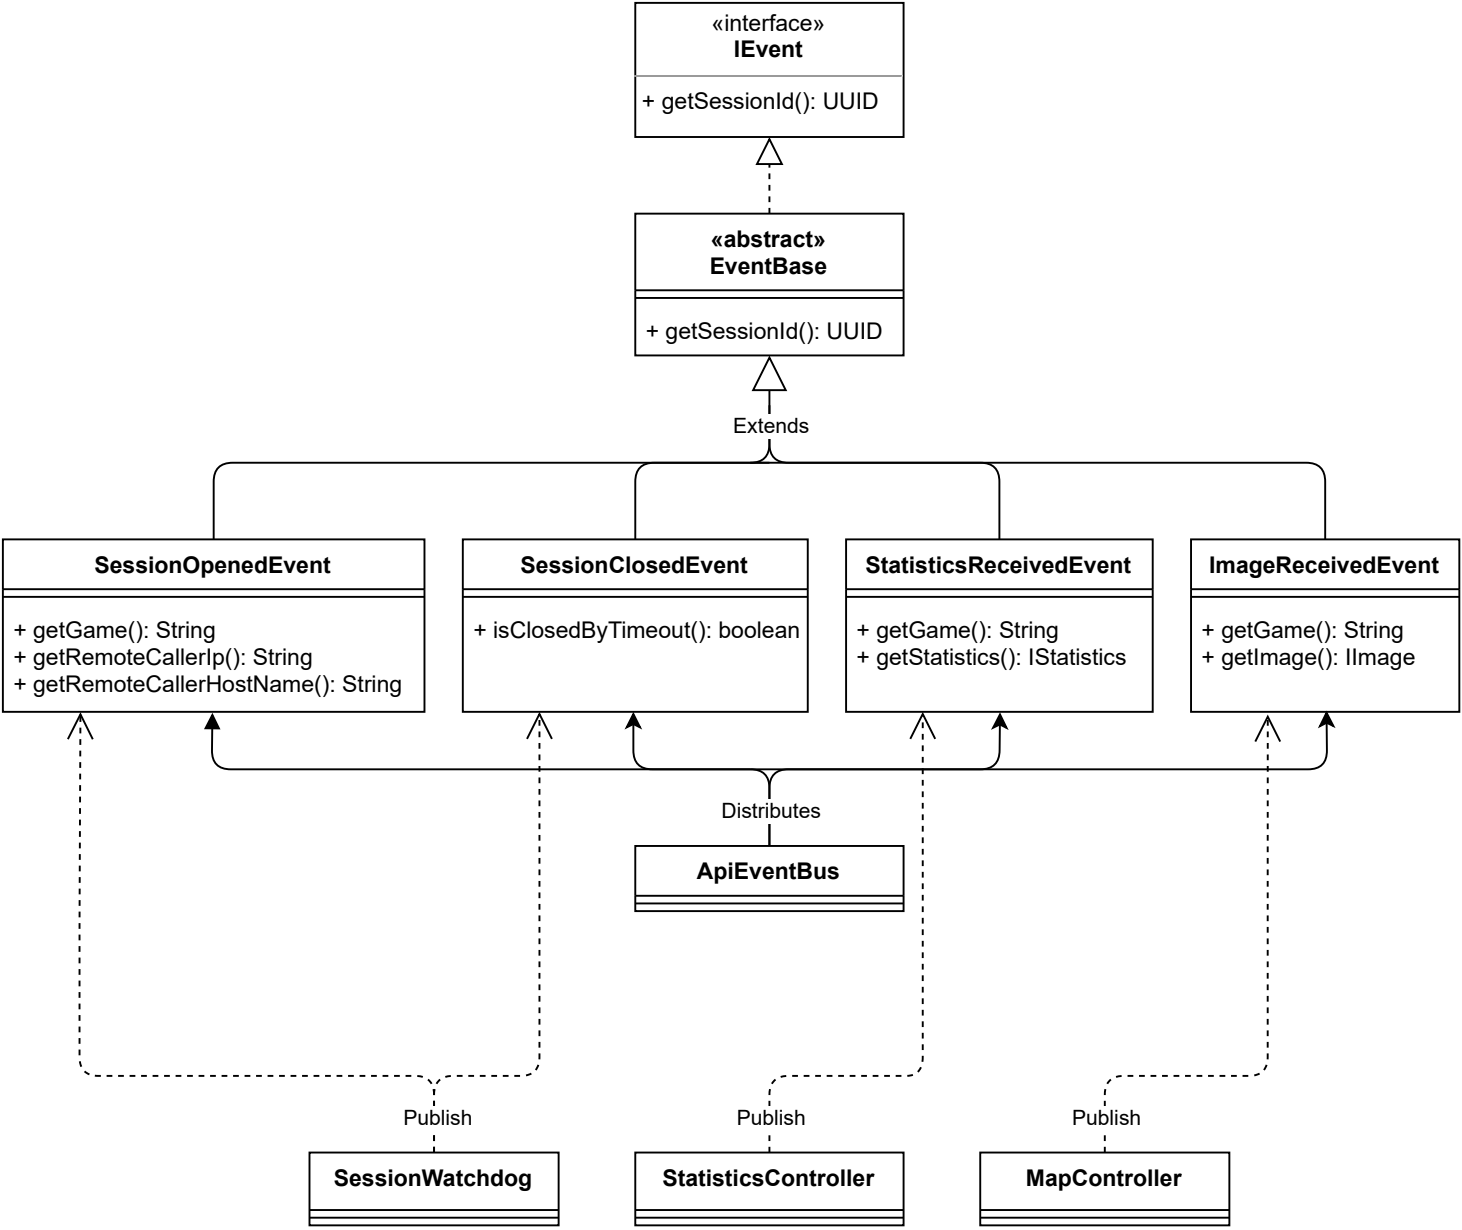 «interface»
IEvent
+ getSessionId(): UUID
«abstract»
EventBase
+ getSessionId(): UUID
Extends
SessionOpenedEvent
+ getGame(): String
+ getRemoteCallerIp(): String
+ getRemoteCallerHostName(): String
SessionClosedEvent
+ isClosedByTimeout(): boolean
StatisticsReceivedEvent
+ getGame(): String
+ getStatistics(): IStatistics
ImageReceivedEvent
+ getGame(): String
+ getImage(): IImage
Distributes
ApiEventBus
Publish
Publish
Publish
SessionWatchdog
StatisticsController
MapController